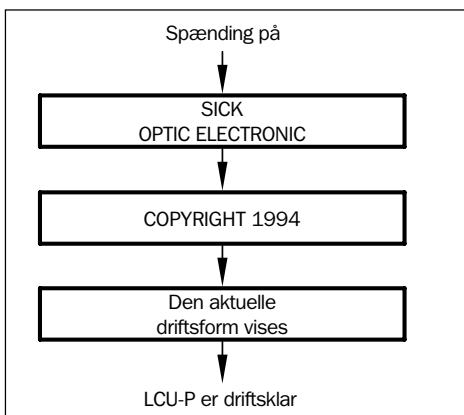 Spænding på
SICK
OPTIC ELECTRONIC
COPYRIGHT 1994
Den aktuelle
driftsform vises
LCU-P er driftsklar